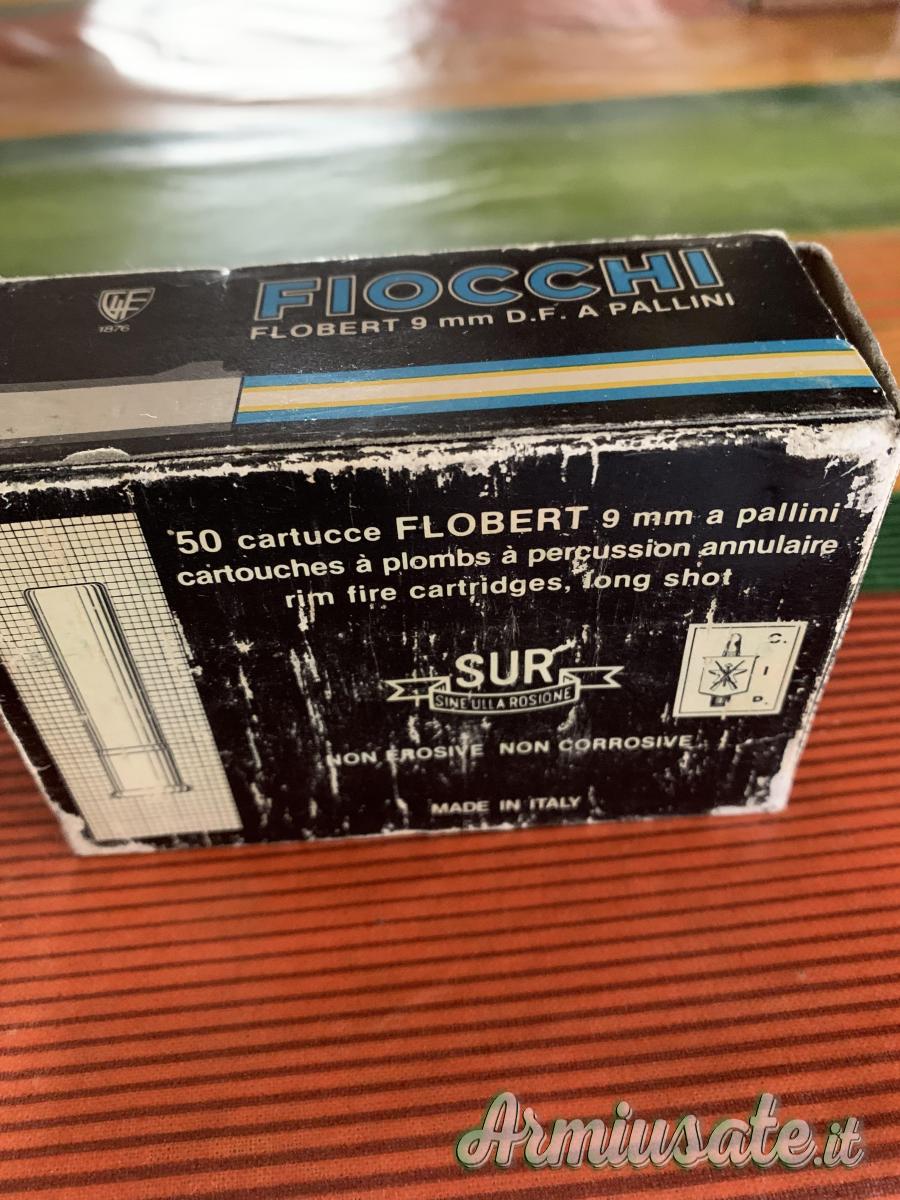 1876
FIOCCHI
FLOBERT 9 mm D.F. A PALLINI
50 cartucce FLOBERT 9 mm a pallini
cartouches à plombs à percussion annulaire
rim fire cartridges, long shot
SUR
SINE ULLA ROSIONE
C.
I
P.
NON EROSIVE NON CORROSIVE
MADE IN ITALY
Armiusate.it